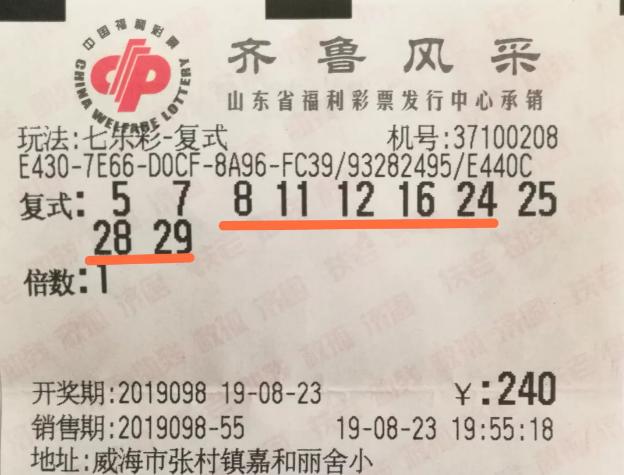 中国福利彩票
CHINA WELFARE LOTTERY
齐鲁风采
山东省福利彩票发行中心承销
玩法:七乐彩-复式 机号:37100208
E430-7E66-D0CF-8A96-FC39/93282495/E440C
复式: 5 7 8 11 12 16 24 25
28 29
倍数:1
开奖期:2019098 19-08-23 ¥:240
销售期:2019098-55 19-08-23 19:55:18
地址:威海市张村镇嘉和丽舍小